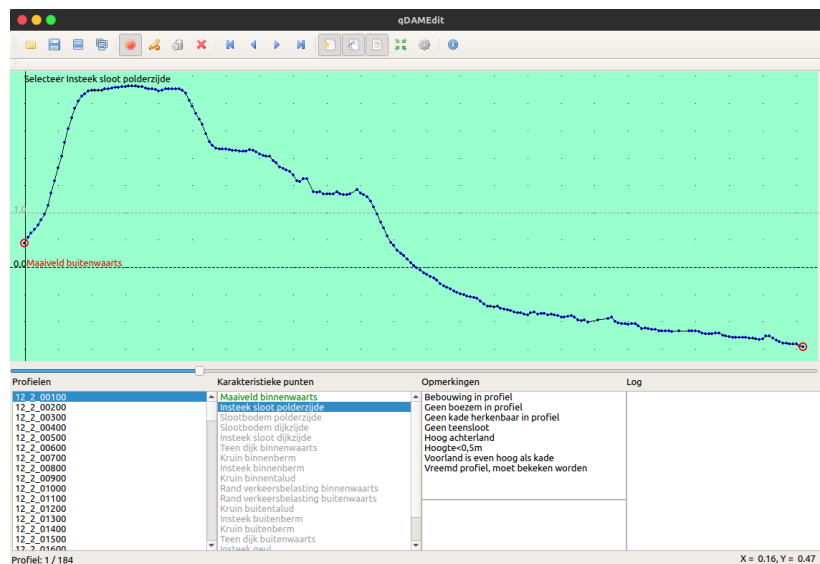 qDAMEdit
Selecteer Insteek sloot polderzijde
1.0
0.0
Maaiveld buitenwaarts
Profielen
12_2_00100
12_2_00200
12_2_00300
12_2_00400
12_2_00500
12_2_00600
12_2_00700
12_2_00800
12_2_00900
12_2_01000
12_2_01100
12_2_01200
12_2_01300
12_2_01400
12_2_01500
12_2_01600
Karakteristieke punten
Maaiveld binnenwaarts
Insteek sloot polderzijde
Slootbodem polderzijde
Slootbodem dijkzijde
Insteek sloot dijkzijde
Teen dijk binnenwaarts
Kruin binnenberm
Insteek binnenberm
Kruin binnentalud
Rand verkeersbelasting binnenwaarts
Rand verkeersbelasting buitenwaarts
Kruin buitentalud
Insteek buitenberm
Kruin buitenberm
Teen dijk buitenwaarts
Insteek geul
Opmerkingen
Bebouwing in profiel
Geen boezem in profiel
Geen kade herkenbaar in profiel
Geen teensloot
Hoog achterland
Hoogte<0,5m
Voorland is even hoog als kade
Vreemd profiel, moet bekeken worden
Log
Profiel: 1 / 184
X = 0.16, Y = 0.47